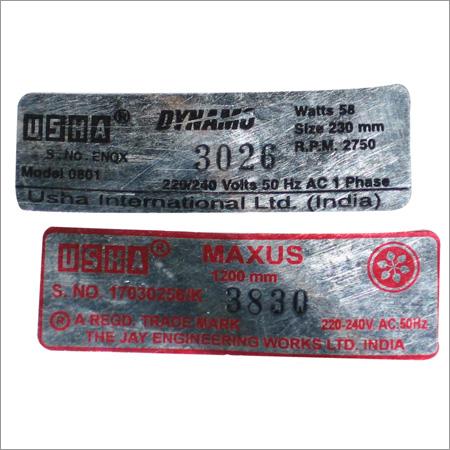 USHA® DYNAMO Watts 58
Size 230 mm
S. NO. ENOX 3026 R.P.M. 2750
Model 0801
220/240 Volts 50 Hz AC 1 Phase
Usha International Ltd. (India)
USHA® MAXUS
1200 mm
S. NO. 17030256/K 3830
® A REGD. TRADE MARK 220-240V AC 50Hz
THE JAY ENGINEERING WORKS LTD. INDIA